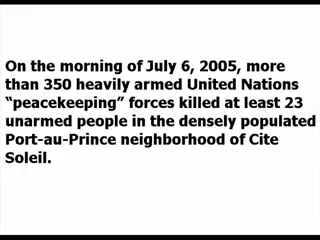 On the morning of July 6, 2005, more
than 350 heavily armed United Nations
“peacekeeping” forces killed at least 23
unarmed people in the densely populated
Port-au-Prince neighborhood of Cite
Soleil.